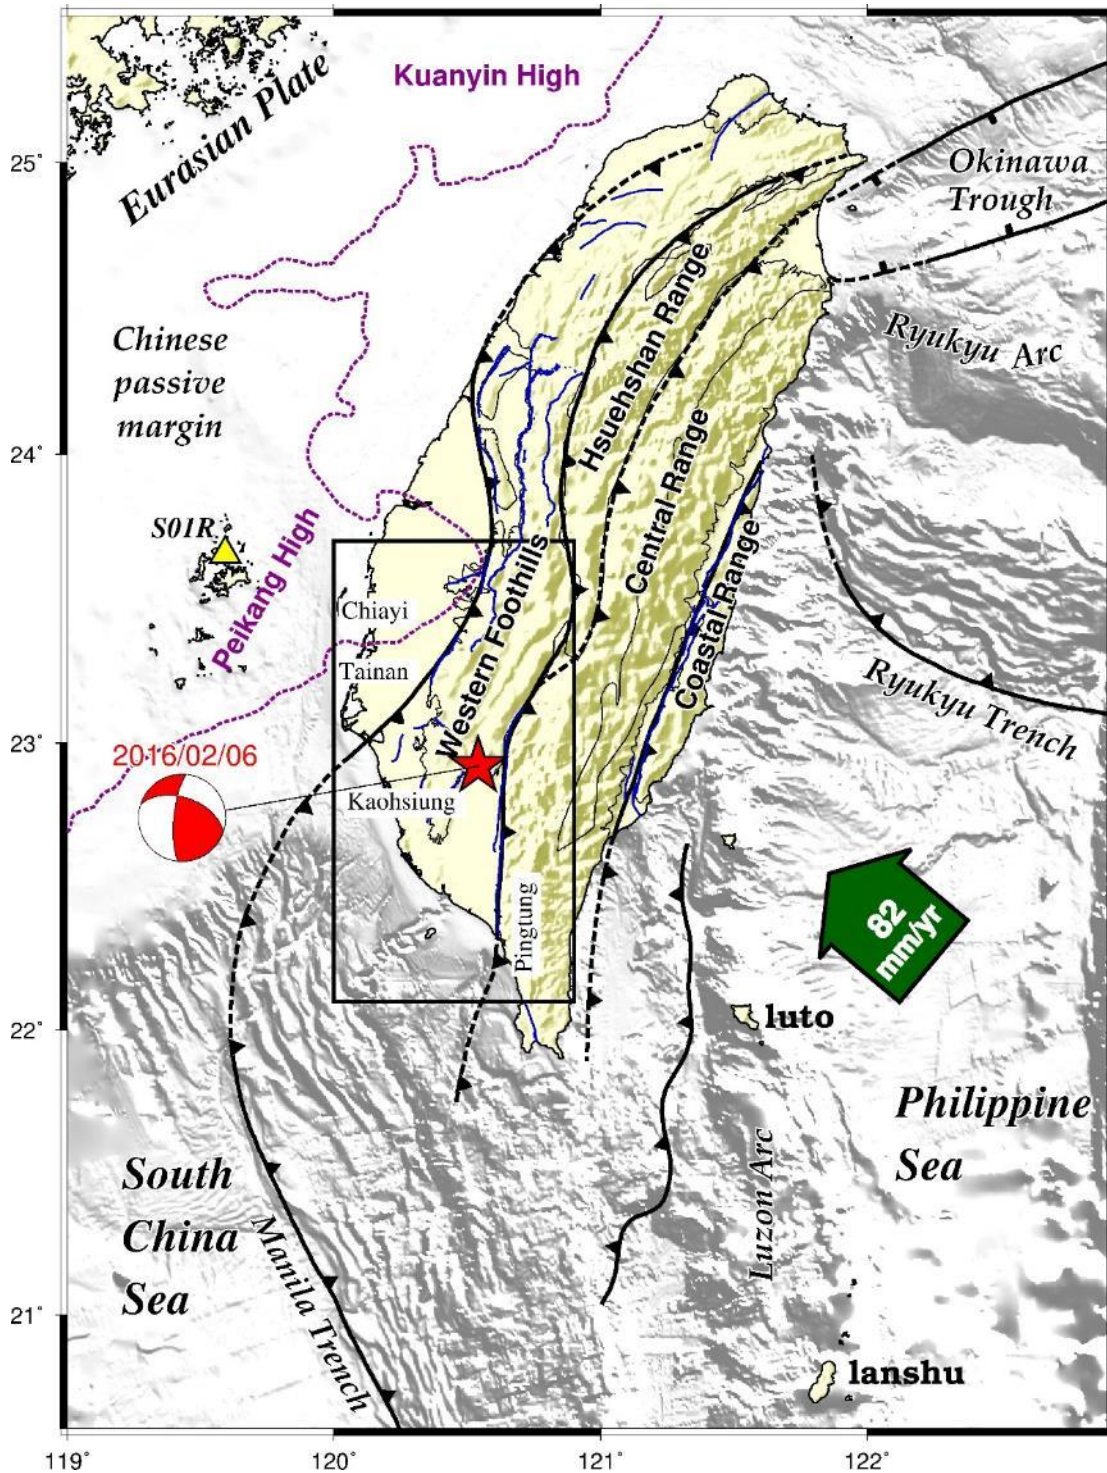 Kuanyin High
Eurasian Plate
25°
Okinawa
Trough
Ryukyu Arc
Hsuehshan Range
Chinese
passive
margin
24°
Central Range
S01R
Peikang High
Western Foothills
Coastal Range
Chiayi
Tainan
Ryukyu Trench
23°
2016/02/06
Kaohsiung
Pingtung
82
mm/yr
22°
luto
Philippine
Sea
South
China
Sea
Manila Trench
Luzon Arc
21°
lanshu
119°
120°
121°
122°